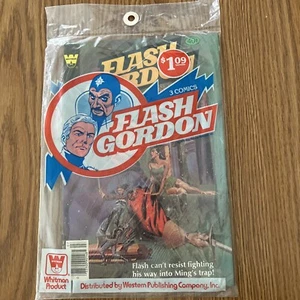 W
WHITMAN
FLASH
GORDON
$1.09
3 COMICS
FLASH
GORDON
Flash can't resist fighting
his way into Ming's trap!
W
Whitman
Product
Distributed by Western Publishing Company, Inc.